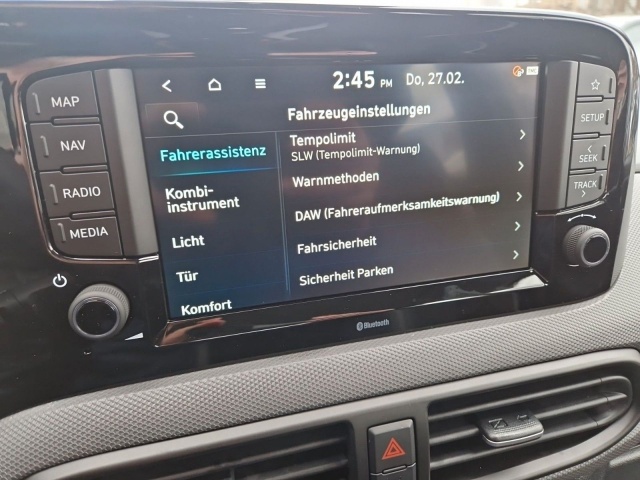 2:45 PM Do, 27.02.
Fahrzeugeinstellungen
Fahrerassistenz
Kombi-
instrument
Licht
Tür
Komfort
Tempolimit
SLW (Tempolimit-Warnung)
Warnmethoden
DAW (Fahreraufmerksamkeitswarnung)
Fahrsicherheit
Sicherheit Parken
MAP
NAV
RADIO
MEDIA
SETUP
SEEK
TRACK
Bluetooth